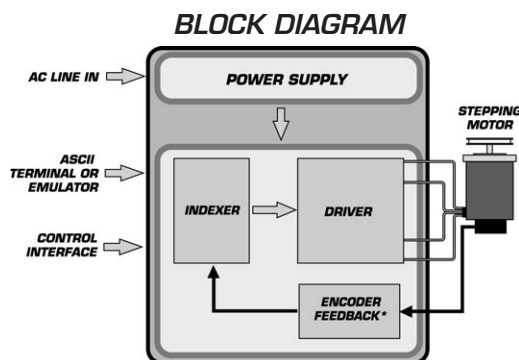 BLOCK DIAGRAM
AC LINE IN
POWER SUPPLY
STEPPING
MOTOR
ASCII
TERMINAL OR
EMULATOR
INDEXER
DRIVER
CONTROL
INTERFACE
ENCODER
FEEDBACK*